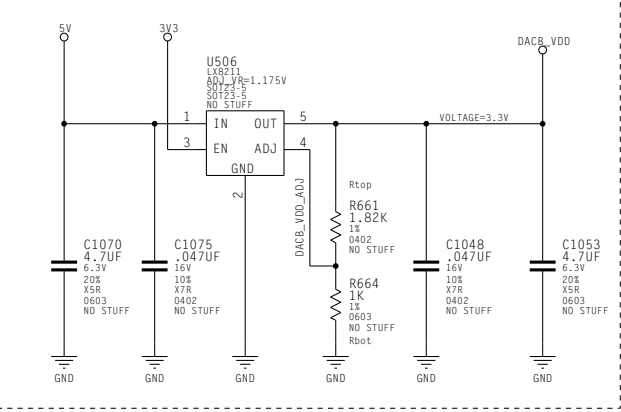 5V
3V3
DACB_VDD
U506
LX8211
ADJ_VR=1.175V
SOT23-5
SOT23-5
NO STUFF
1
IN
OUT
5
VOLTAGE=3.3V
3
EN
ADJ
4
GND
2
DACB_VDD_ADJ
Rtop
R661
1.82K
1%
0402
NO STUFF
C1070
4.7UF
6.3V
20%
X5R
0603
NO STUFF
C1075
.047UF
16V
10%
X7R
0402
NO STUFF
R664
1K
1%
0603
NO STUFF
Rbot
C1048
.047UF
16V
10%
X7R
0402
NO STUFF
C1053
4.7UF
6.3V
20%
X5R
0603
NO STUFF
GND
GND
GND
GND
GND
GND